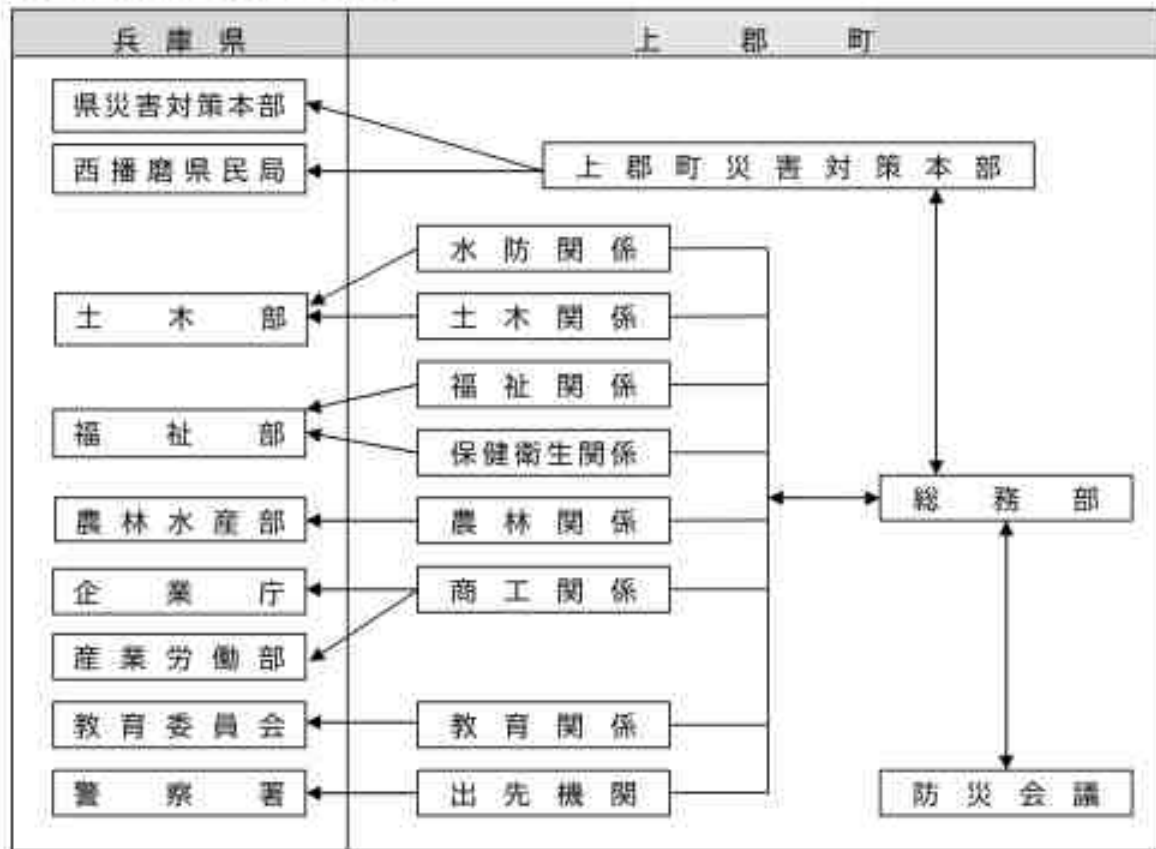 兵庫県
上郡町
県災害対策本部
西播磨県民局
上郡町災害対策本部
水防関係
土木部
土木関係
福祉関係
福祉部
保健衛生関係
総務部
農林水産部
農林関係
企業庁
商工関係
産業労働部
教育委員会
教育関係
警察署
出先機関
防災会議